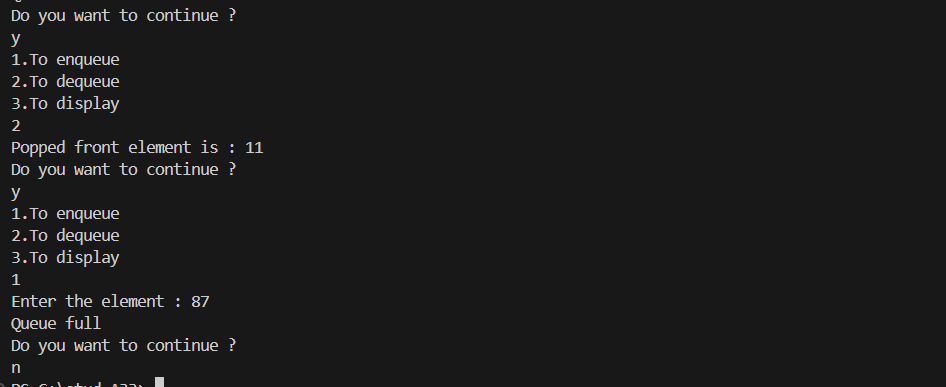 Do you want to continue ?
y
1.To enqueue
2.To dequeue
3.To display
2
Popped front element is : 11
Do you want to continue ?
y
1.To enqueue
2.To dequeue
3.To display
1
Enter the element : 87
Queue full
Do you want to continue ?
n